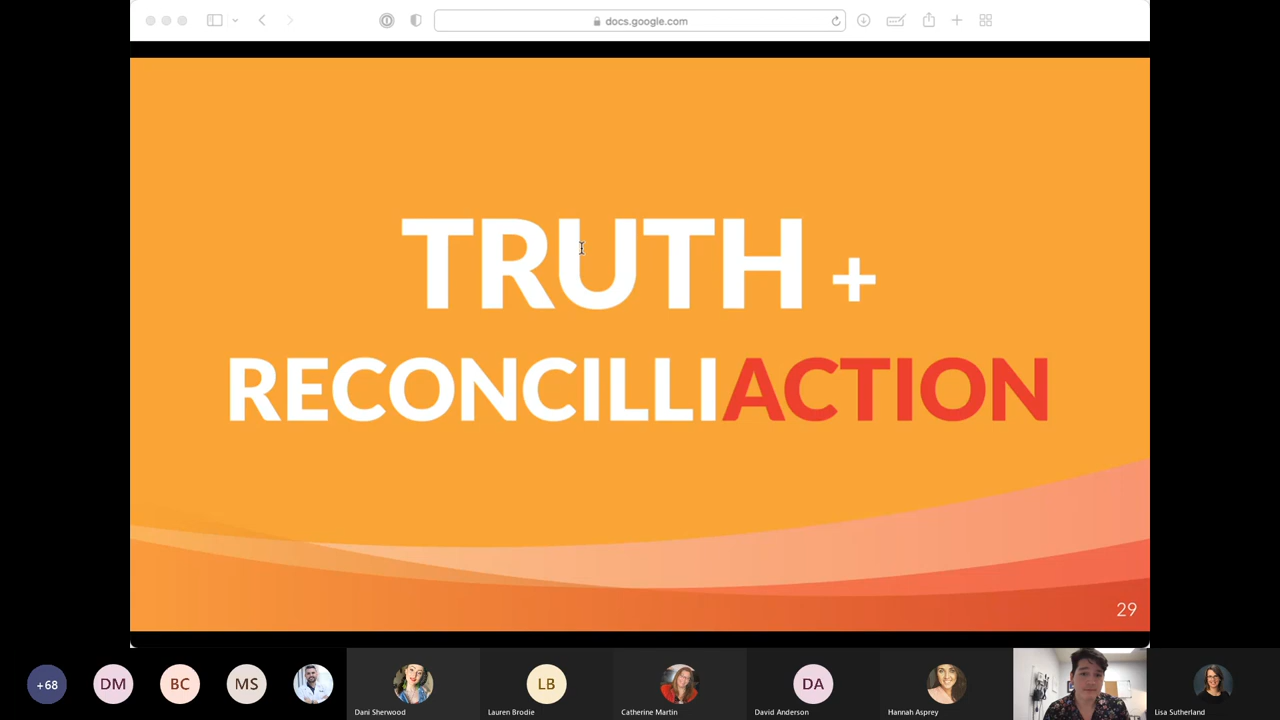 docs.google.com
TRUTH +
RECONCILLIACTION
29
+68
DM
BC
MS
LB
DA
Dani Sherwood
Lauren Brodie
Catherine Martin
David Anderson
Hannah Asprey
Lisa Sutherland